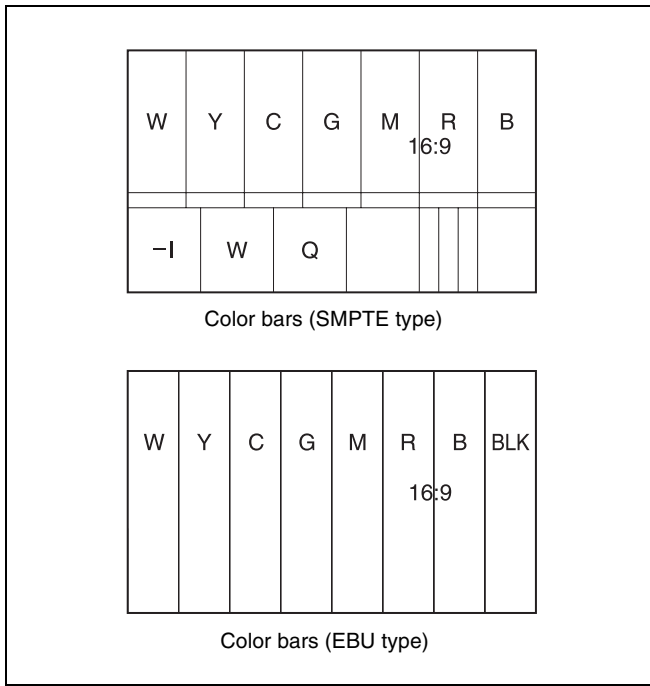 W Y C G M R B
16:9
−I W Q
Color bars (SMPTE type)
W Y C G M R B BLK
16:9
Color bars (EBU type)